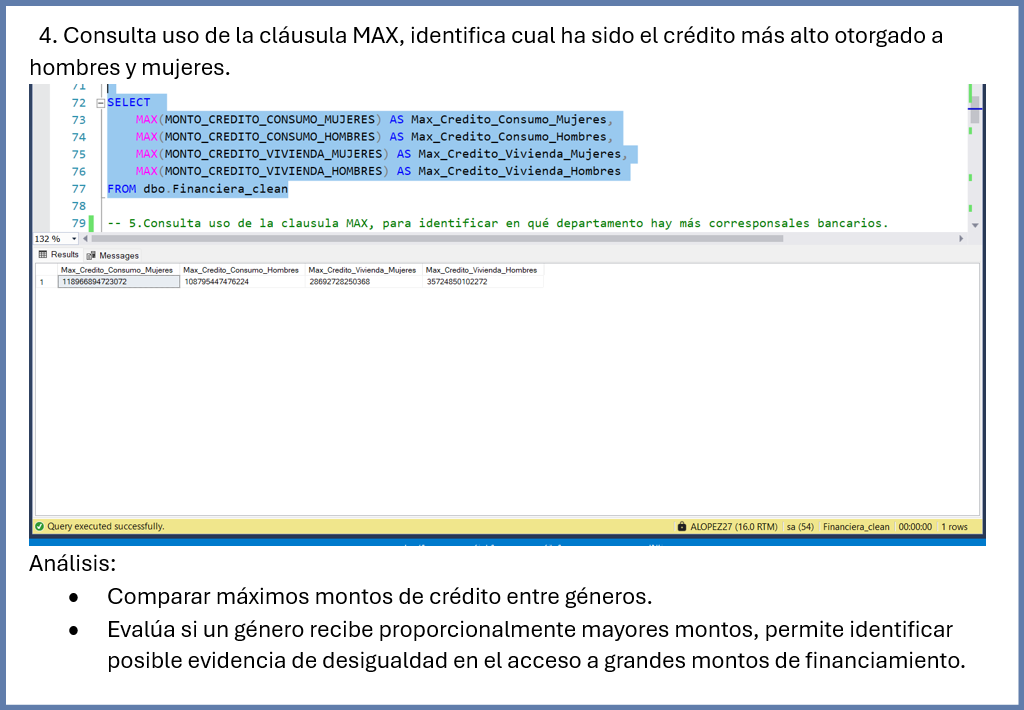 4. Consulta uso de la cláusula MAX, identifica cual ha sido el crédito más alto otorgado a
hombres y mujeres.
71
72 SELECT
73 MAX(MONTO_CREDITO_CONSUMO_MUJERES) AS Max_Credito_Consumo_Mujeres,
74 MAX(MONTO_CREDITO_CONSUMO_HOMBRES) AS Max_Credito_Consumo_Hombres,
75 MAX(MONTO_CREDITO_VIVIENDA_MUJERES) AS Max_Credito_Vivienda_Mujeres,
76 MAX(MONTO_CREDITO_VIVIENDA_HOMBRES) AS Max_Credito_Vivienda_Hombres
77 FROM dbo.Financiera_clean
78
79 -- 5.Consulta uso de la clausula MAX, para identificar en qué departamento hay más corresponsales bancarios.
132 %
Results Messages
Max_Credito_Consumo_Mujeres Max_Credito_Consumo_Hombres Max_Credito_Vivienda_Mujeres Max_Credito_Vivienda_Hombres
1 118966894723072 108795447476224 28692728250368 35724850102272
Query executed successfully. ALOPEZ27 (16.0 RTM) sa (54) Financiera_clean 00:00:00 1 rows
Análisis:
• Comparar máximos montos de crédito entre géneros.
• Evalúa si un género recibe proporcionalmente mayores montos, permite identificar
posible evidencia de desigualdad en el acceso a grandes montos de financiamiento.